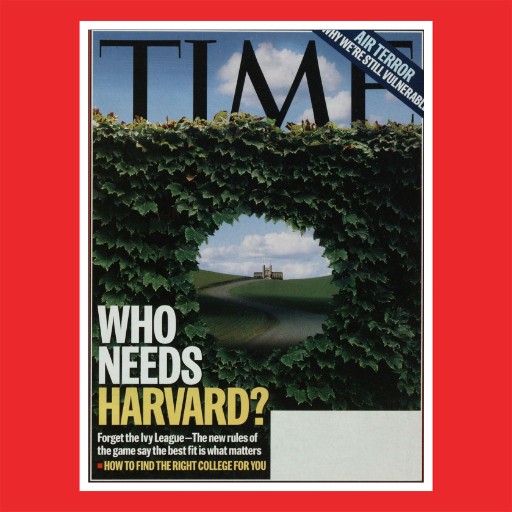 TIME
AIR TERROR
WHY WE'RE STILL VULNERABLE
WHO
NEEDS
HARVARD?
Forget the Ivy League—The new rules of
the game say the best fit is what matters
HOW TO FIND THE RIGHT COLLEGE FOR YOU